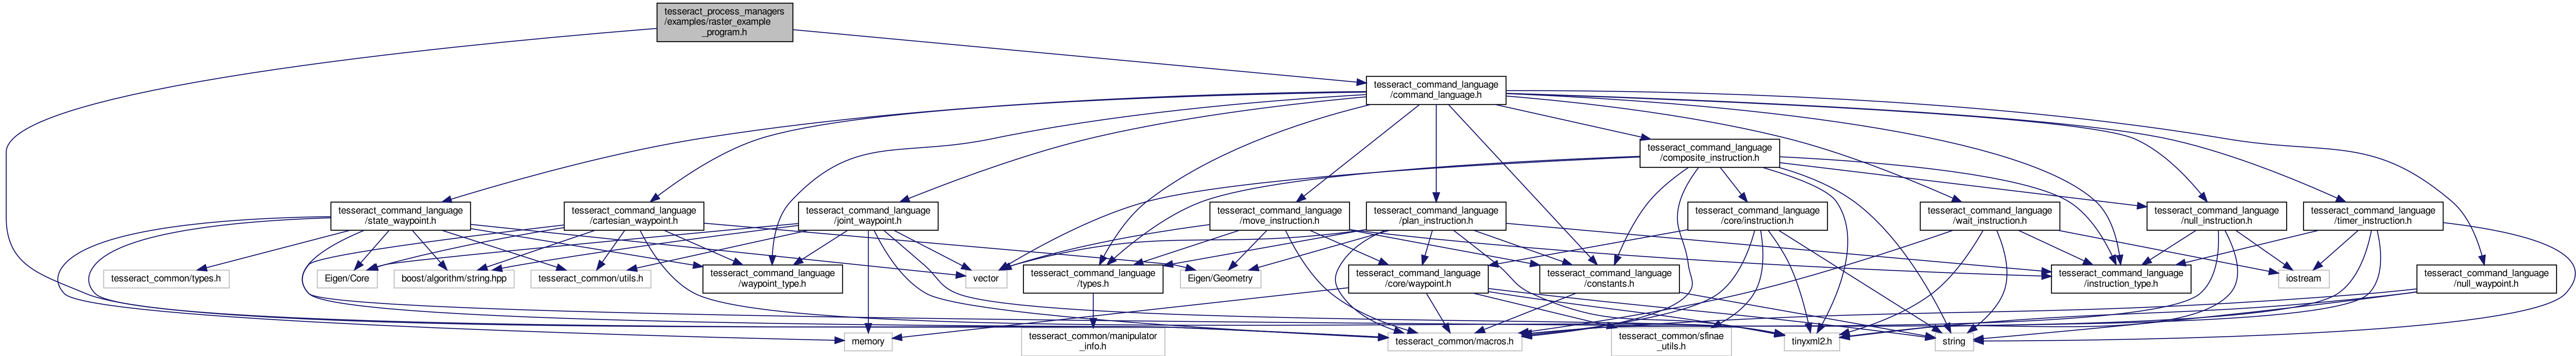 tesseract_process_managers
/examples/raster_example
_program.h
tesseract_command_language
/command_language.h
tesseract_command_language
/composite_instruction.h
tesseract_command_language
/state_waypoint.h
tesseract_command_language
/cartesian_waypoint.h
tesseract_command_language
/joint_waypoint.h
tesseract_command_language
/move_instruction.h
tesseract_command_language
/plan_instruction.h
tesseract_command_language
/core/instruction.h
tesseract_command_language
/wait_instruction.h
tesseract_command_language
/null_instruction.h
tesseract_command_language
/timer_instruction.h
tesseract_common/types.h
Eigen/Core
boost/algorithm/string.hpp
tesseract_common/utils.h
tesseract_command_language
/waypoint_type.h
vector
tesseract_command_language
/types.h
Eigen/Geometry
tesseract_command_language
/core/waypoint.h
tesseract_command_language
/constants.h
tesseract_command_language
/instruction_type.h
iostream
tesseract_command_language
/null_waypoint.h
memory
tesseract_common/manipulator
_info.h
tesseract_common/macros.h
tesseract_common/sfinae
_utils.h
tinyxml2.h
string